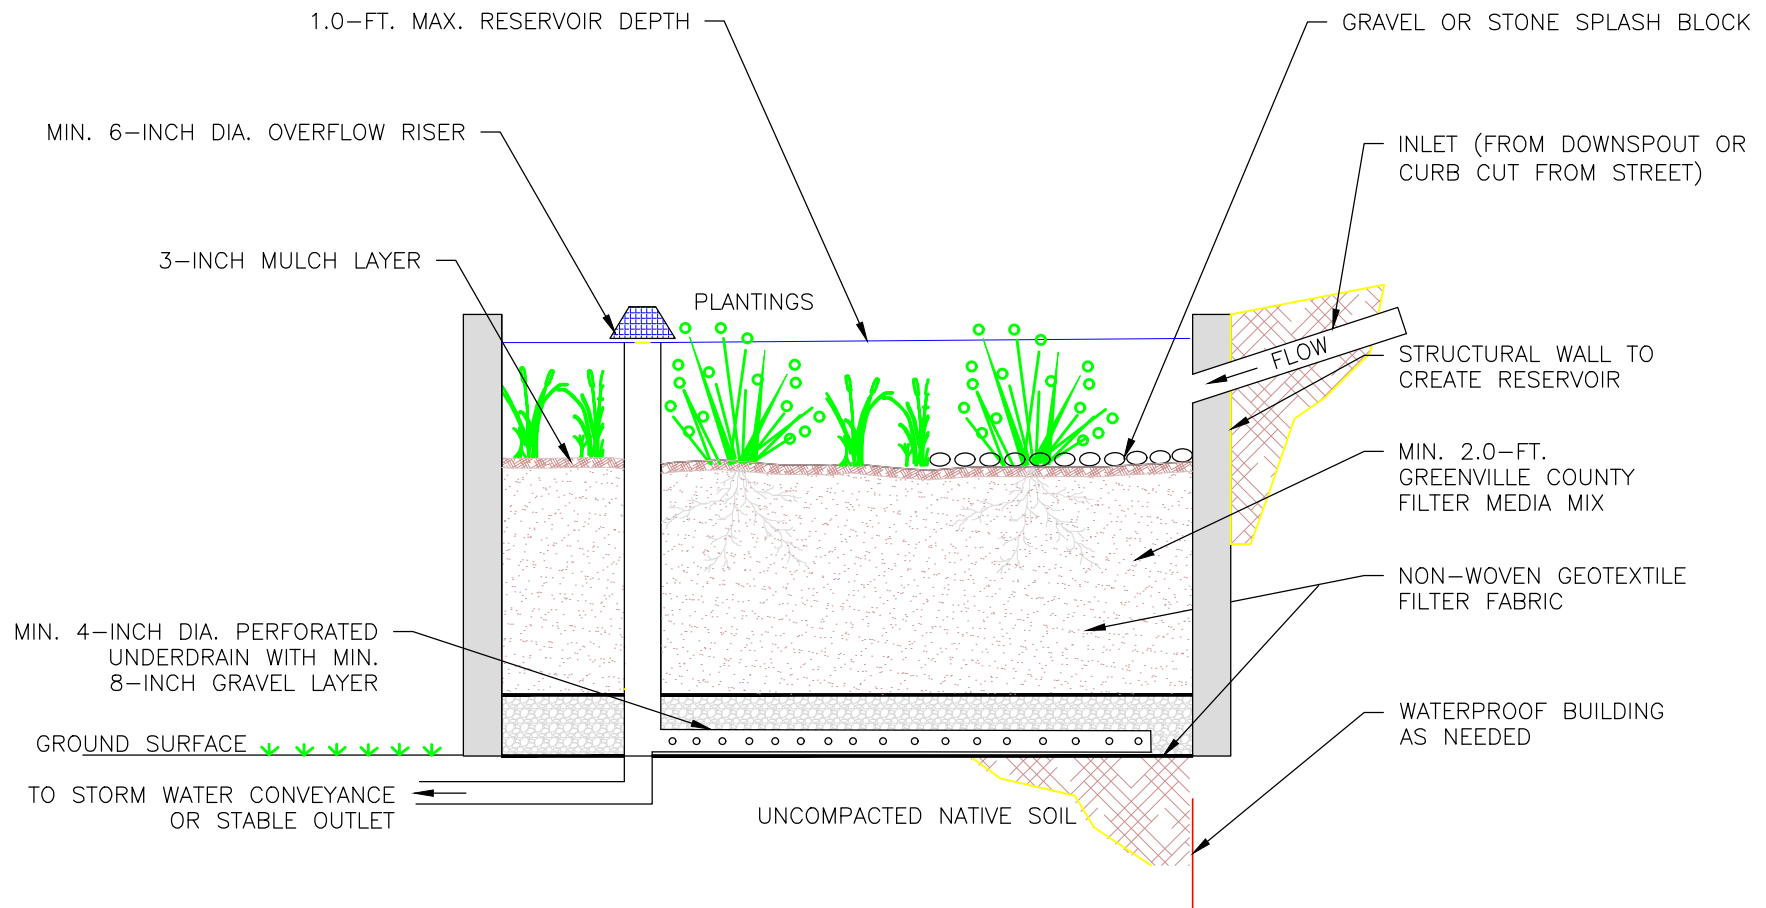 1.0-FT. MAX. RESERVOIR DEPTH
GRAVEL OR STONE SPLASH BLOCK
MIN. 6-INCH DIA. OVERFLOW RISER
INLET (FROM DOWNSPOUT OR
CURB CUT FROM STREET)
3-INCH MULCH LAYER
PLANTINGS
FLOW
STRUCTURAL WALL TO
CREATE RESERVOIR
MIN. 2.0-FT.
GREENVILLE COUNTY
FILTER MEDIA MIX
NON-WOVEN GEOTEXTILE
FILTER FABRIC
MIN. 4-INCH DIA. PERFORATED
UNDERDRAIN WITH MIN.
8-INCH GRAVEL LAYER
WATERPROOF BUILDING
AS NEEDED
GROUND SURFACE
TO STORM WATER CONVEYANCE
OR STABLE OUTLET
UNCOMPACTED NATIVE SOIL